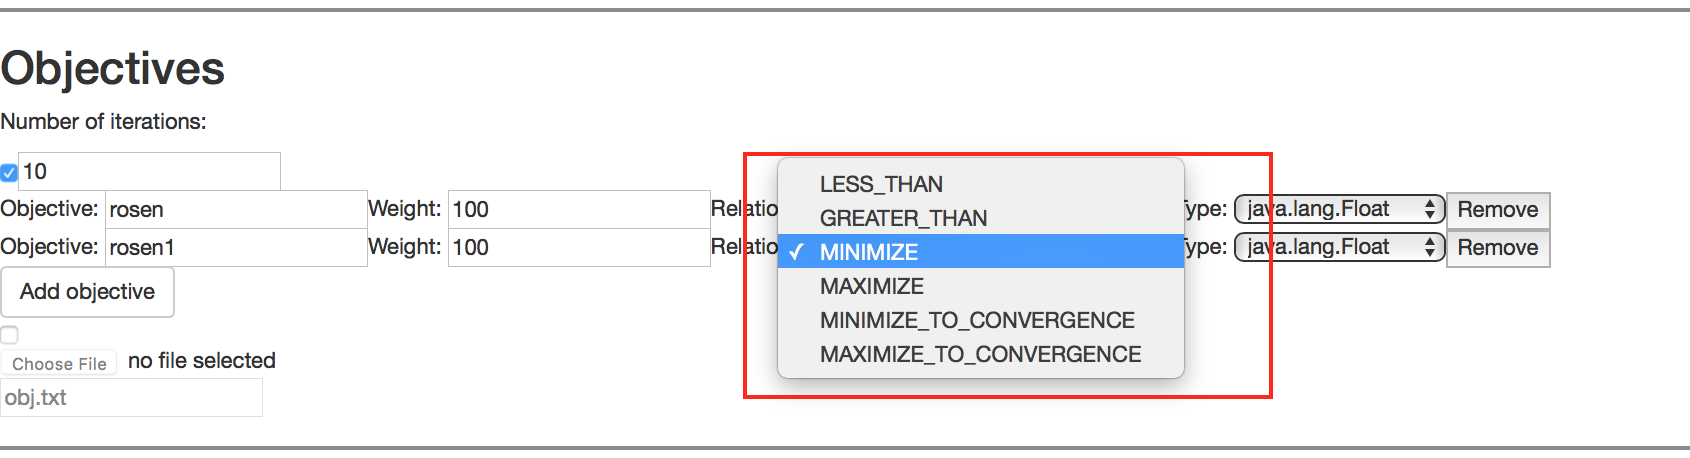 Objectives
Number of iterations:
10
Objective: rosen Weight: 100 Relatio ype: java.lang.Float Remove
Objective: rosen1 Weight: 100 Relatio ype: java.lang.Float Remove
LESS_THAN
GREATER_THAN
✓ MINIMIZE
MAXIMIZE
MINIMIZE_TO_CONVERGENCE
MAXIMIZE_TO_CONVERGENCE
Add objective
Choose File no file selected
obj.txt